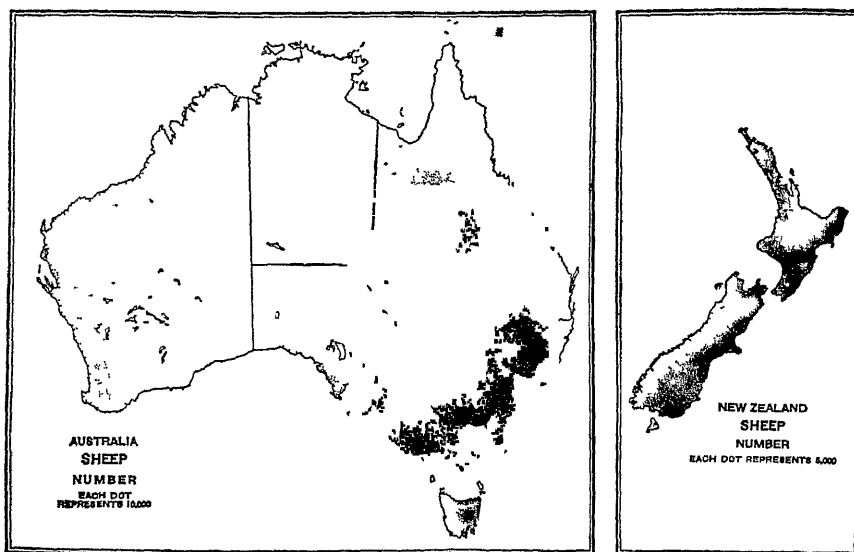 AUSTRALIA
SHEEP
NUMBER
EACH DOT
REPRESENTS 10,000
NEW ZEALAND
SHEEP
NUMBER
EACH DOT REPRESENTS 5,000